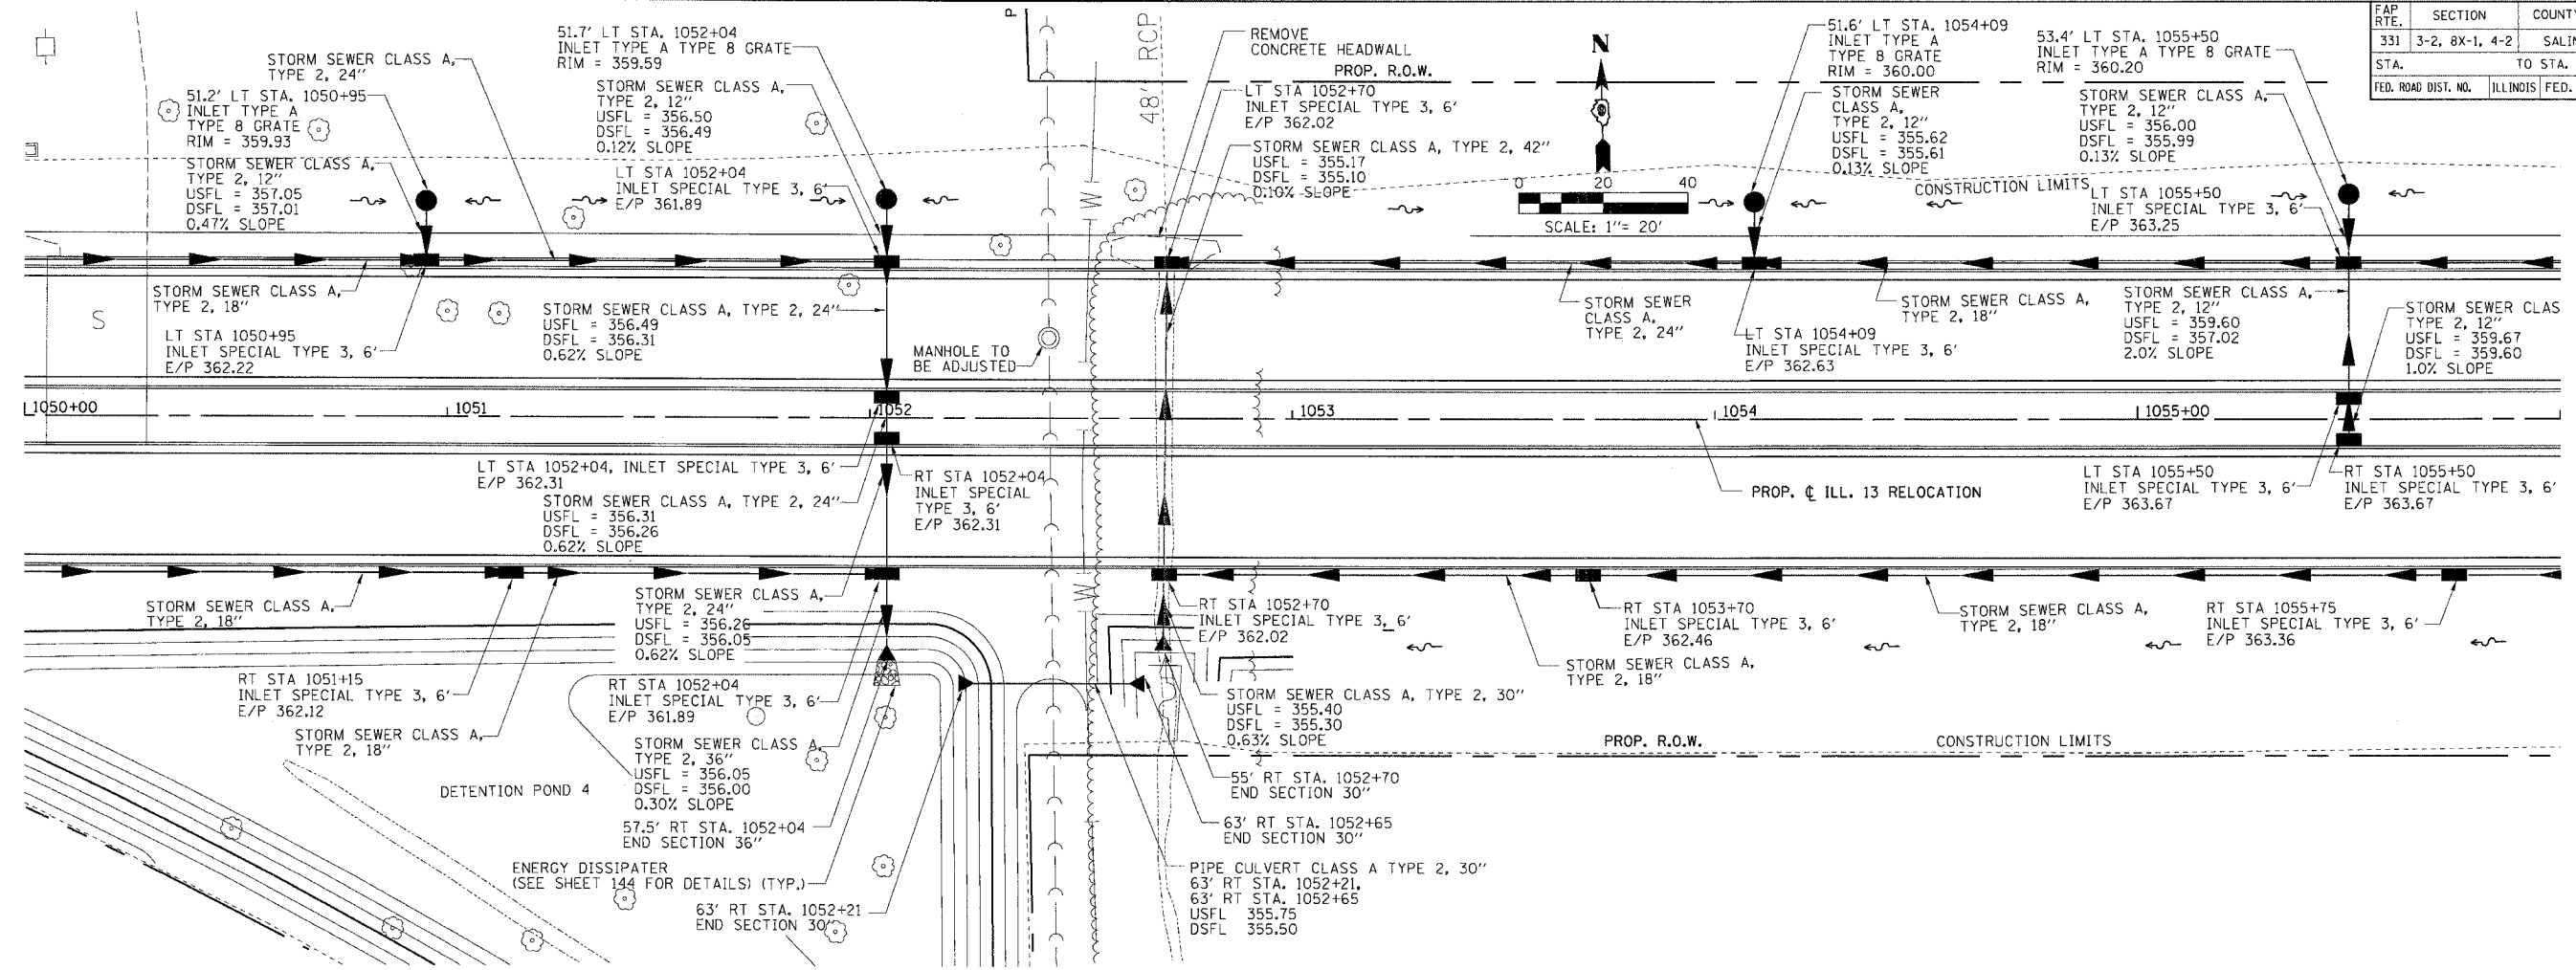 FAP RTE. SECTION COUNTY
331 3-2, 8X-1, 4-2 SALIN
STA. TO STA.
FED. ROAD DIST. NO. ILLINOIS FED.
STORM SEWER CLASS A,
TYPE 2, 24"
51.2' LT STA. 1050+95
INLET TYPE A
TYPE 8 GRATE
RIM = 359.93
STORM SEWER CLASS A,
TYPE 2, 12"
USFL = 357.05
DSFL = 357.01
0.47% SLOPE
51.7' LT STA. 1052+04
INLET TYPE A TYPE 8 GRATE
RIM = 359.59
STORM SEWER CLASS A,
TYPE 2, 12"
USFL = 356.50
DSFL = 356.49
0.12% SLOPE
LT STA 1052+04
INLET SPECIAL TYPE 3, 6'
E/P 361.89
P
48' RCP
REMOVE
CONCRETE HEADWALL
PROP. R.O.W.
LT STA 1052+70
INLET SPECIAL TYPE 3, 6'
E/P 362.02
STORM SEWER CLASS A, TYPE 2, 42"
USFL = 355.17
DSFL = 355.10
0.10% SLOPE
N
0 20 40
SCALE: 1"= 20'
51.6' LT STA. 1054+09
INLET TYPE A
TYPE 8 GRATE
RIM = 360.00
STORM SEWER
CLASS A,
TYPE 2, 12"
USFL = 355.62
DSFL = 355.61
0.13% SLOPE
53.4' LT STA. 1055+50
INLET TYPE A TYPE 8 GRATE
RIM = 360.20
STORM SEWER CLASS A,
TYPE 2, 12"
USFL = 356.00
DSFL = 355.99
0.13% SLOPE
CONSTRUCTION LIMITS
LT STA 1055+50
INLET SPECIAL TYPE 3, 6'
E/P 363.25
W
S
STORM SEWER CLASS A,
TYPE 2, 18"
LT STA 1050+95
INLET SPECIAL TYPE 3, 6'
E/P 362.22
STORM SEWER CLASS A, TYPE 2, 24"
USFL = 356.49
DSFL = 356.31
0.62% SLOPE
MANHOLE TO
BE ADJUSTED
STORM SEWER
CLASS A,
TYPE 2, 24"
LT STA 1054+09
INLET SPECIAL TYPE 3, 6'
E/P 362.63
STORM SEWER CLASS A,
TYPE 2, 18"
STORM SEWER CLASS A,
TYPE 2, 12"
USFL = 359.60
DSFL = 357.02
2.0% SLOPE
STORM SEWER CLAS
TYPE 2, 12"
USFL = 359.67
DSFL = 359.60
1.0% SLOPE
1050+00 1051 1052 1053 1054 1055+00
LT STA 1052+04, INLET SPECIAL TYPE 3, 6'
E/P 362.31
STORM SEWER CLASS A, TYPE 2, 24"
USFL = 356.31
DSFL = 356.26
0.62% SLOPE
RT STA 1052+04
INLET SPECIAL
TYPE 3, 6'
E/P 362.31
PROP. ℄ ILL. 13 RELOCATION
LT STA 1055+50
INLET SPECIAL TYPE 3, 6'
E/P 363.67
RT STA 1055+50
INLET SPECIAL TYPE 3, 6'
E/P 363.67
STORM SEWER CLASS A,
TYPE 2, 18"
STORM SEWER CLASS A,
TYPE 2, 24"
USFL = 356.26
DSFL = 356.05
0.62% SLOPE
W
RT STA 1052+70
INLET SPECIAL TYPE 3, 6'
E/P 362.02
RT STA 1053+70
INLET SPECIAL TYPE 3, 6'
E/P 362.46
STORM SEWER CLASS A,
TYPE 2, 18"
STORM SEWER CLASS A,
TYPE 2, 18"
RT STA 1055+75
INLET SPECIAL TYPE 3, 6'
E/P 363.36
RT STA 1051+15
INLET SPECIAL TYPE 3, 6'
E/P 362.12
STORM SEWER CLASS A,
TYPE 2, 18"
RT STA 1052+04
INLET SPECIAL TYPE 3, 6'
E/P 361.89
STORM SEWER CLASS A,
TYPE 2, 36"
USFL = 356.05
DSFL = 356.00
0.30% SLOPE
STORM SEWER CLASS A, TYPE 2, 30"
USFL = 355.40
DSFL = 355.30
0.63% SLOPE
PROP. R.O.W.
CONSTRUCTION LIMITS
DETENTION POND 4
57.5' RT STA. 1052+04
END SECTION 36"
55' RT STA. 1052+70
END SECTION 30"
63' RT STA. 1052+65
END SECTION 30"
ENERGY DISSIPATER
(SEE SHEET 144 FOR DETAILS) (TYP.)
63' RT STA. 1052+21
END SECTION 30"
PIPE CULVERT CLASS A TYPE 2, 30"
63' RT STA. 1052+21,
63' RT STA. 1052+65
USFL 355.75
DSFL 355.50